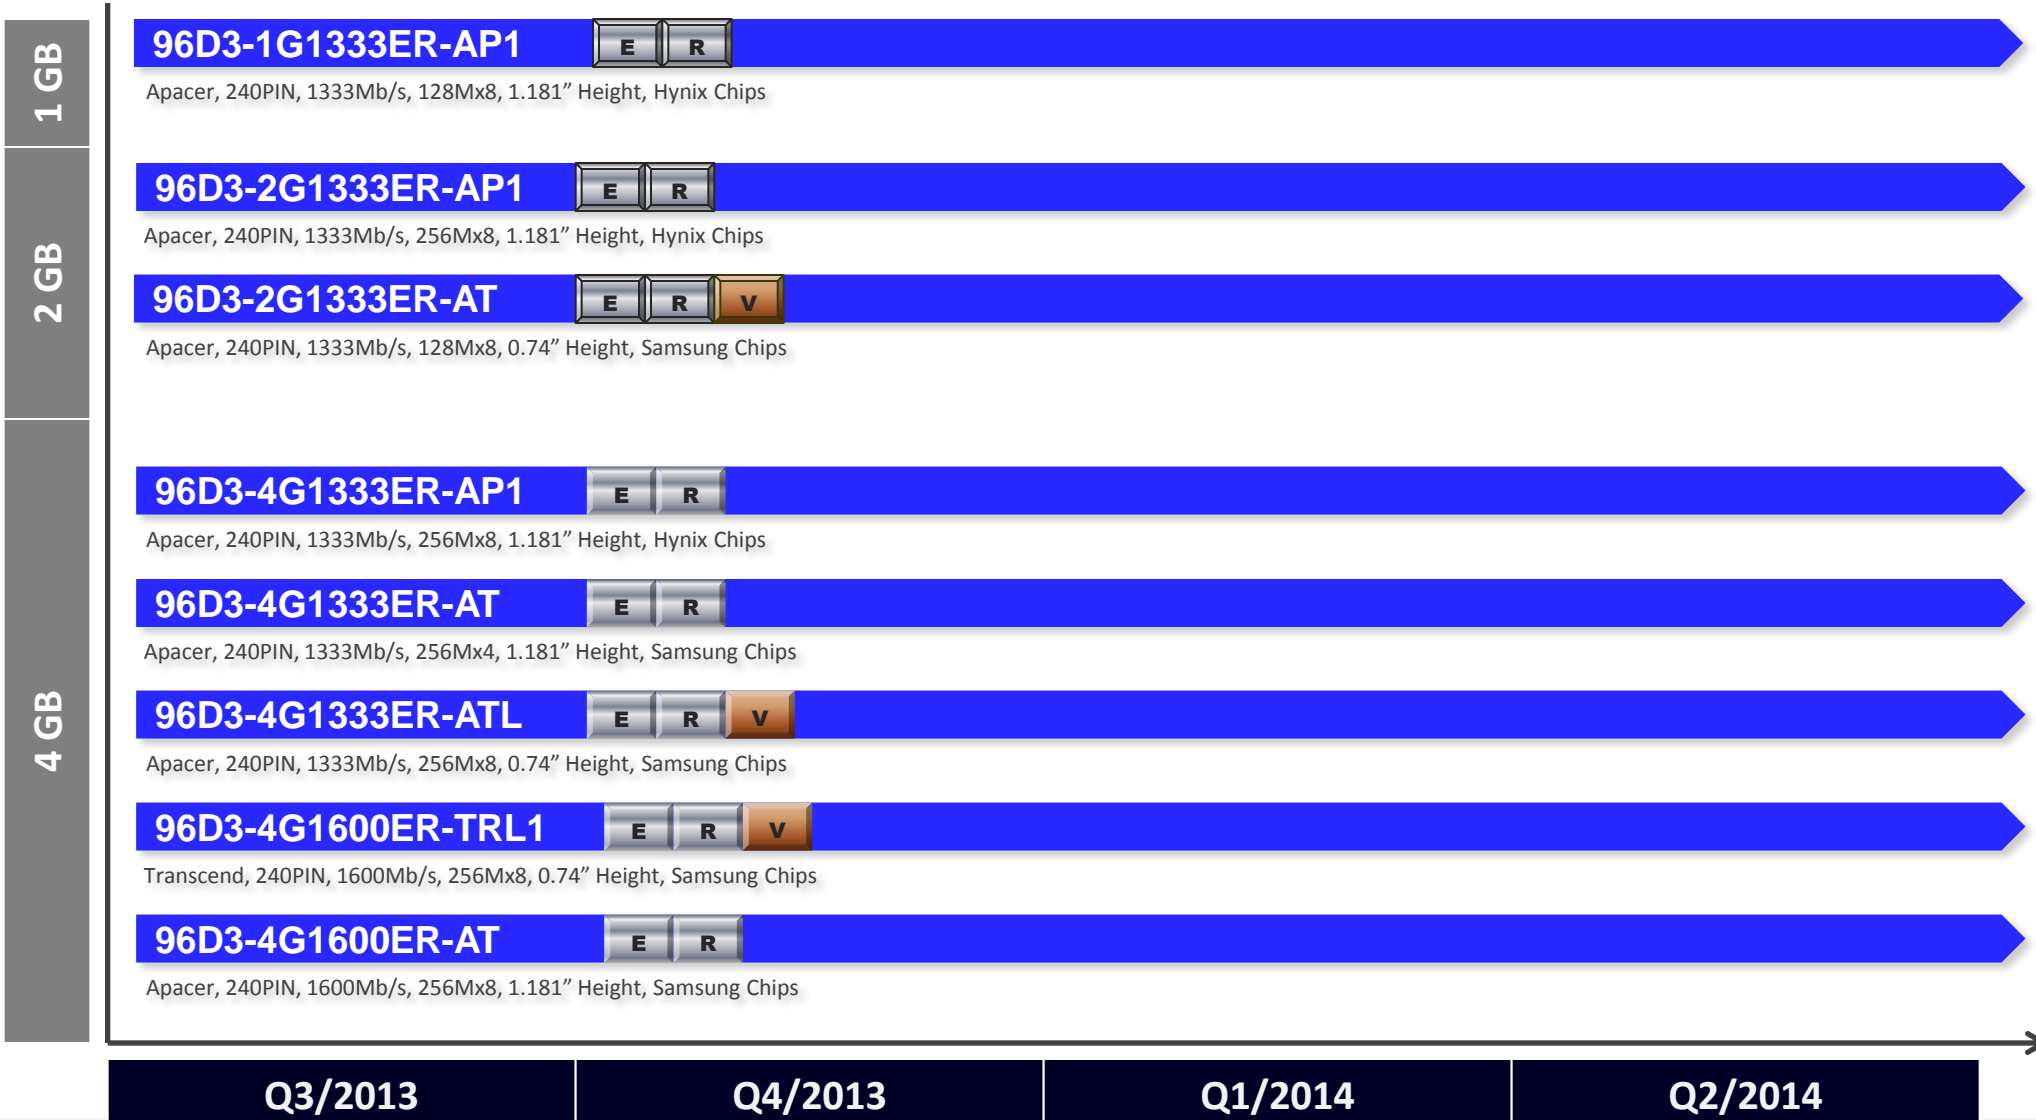 1 GB
96D3-1G1333ER-AP1 E R
Apacer, 240PIN, 1333Mb/s, 128Mx8, 1.181” Height, Hynix Chips
2 GB
96D3-2G1333ER-AP1 E R
Apacer, 240PIN, 1333Mb/s, 256Mx8, 1.181” Height, Hynix Chips
96D3-2G1333ER-AT E R V
Apacer, 240PIN, 1333Mb/s, 128Mx8, 0.74” Height, Samsung Chips
4 GB
96D3-4G1333ER-AP1 E R
Apacer, 240PIN, 1333Mb/s, 256Mx8, 1.181” Height, Hynix Chips
96D3-4G1333ER-AT E R
Apacer, 240PIN, 1333Mb/s, 256Mx4, 1.181” Height, Samsung Chips
96D3-4G1333ER-ATL E R V
Apacer, 240PIN, 1333Mb/s, 256Mx8, 0.74” Height, Samsung Chips
96D3-4G1600ER-TRL1 E R V
Transcend, 240PIN, 1600Mb/s, 256Mx8, 0.74” Height, Samsung Chips
96D3-4G1600ER-AT E R
Apacer, 240PIN, 1600Mb/s, 256Mx8, 1.181” Height, Samsung Chips
Q3/2013 Q4/2013 Q1/2014 Q2/2014